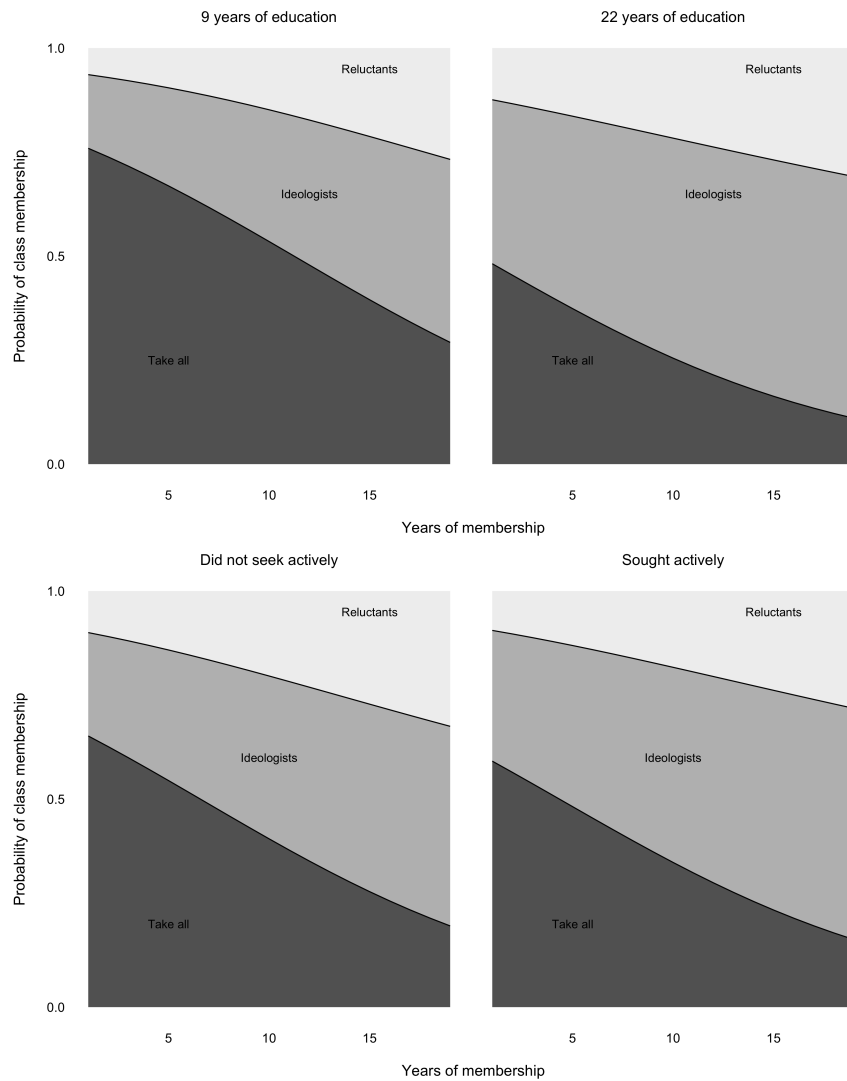 9 years of education
22 years of education
1.0
Reluctants
Reluctants
Ideologists
Ideologists
0.5
Probability of class membership
Take all
Take all
0.0
5
10
15
5
10
15
Years of membership
Did not seek actively
Sought actively
1.0
Reluctants
Reluctants
Ideologists
Ideologists
0.5
Probability of class membership
Take all
Take all
0.0
5
10
15
5
10
15
Years of membership